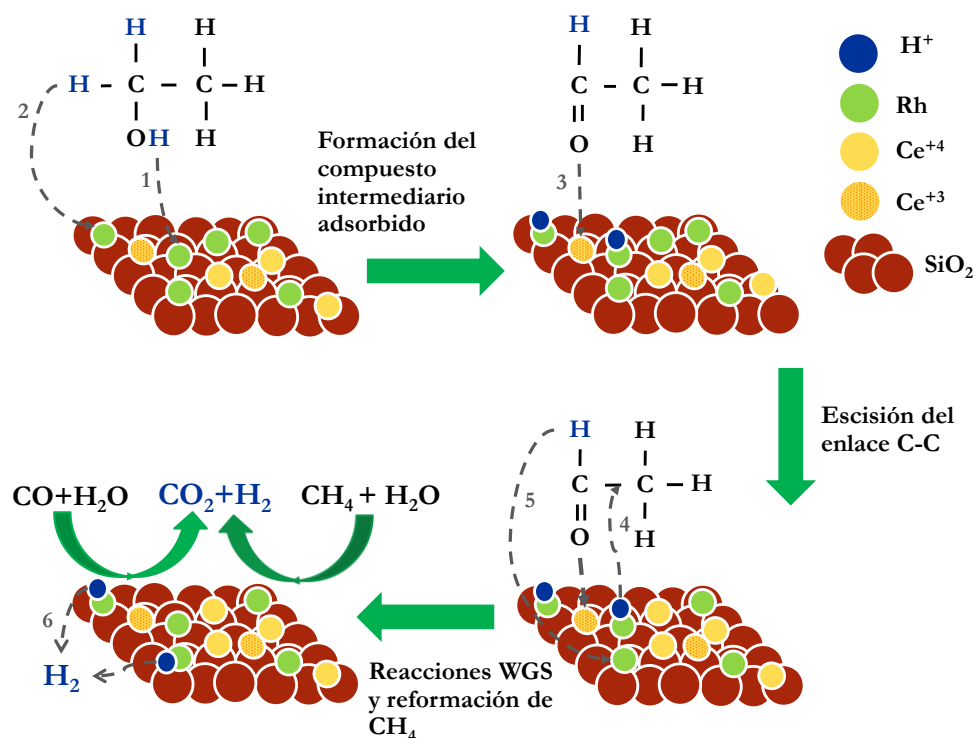 H
H – C – C – H
H
OH
H
2
1
Formación del
compuesto
intermediario
adsorbido
H
H
C – C – H
O
H
3
H⁺
Rh
Ce⁺⁴
Ce⁺³
SiO₂
Escisión del
enlace C-C
H
H
C – C – H
O
H
5
4
CO+H₂O
CO₂+H₂
CH₄ + H₂O
6
H₂
Reacciones WGS
y reformación de
CH₄